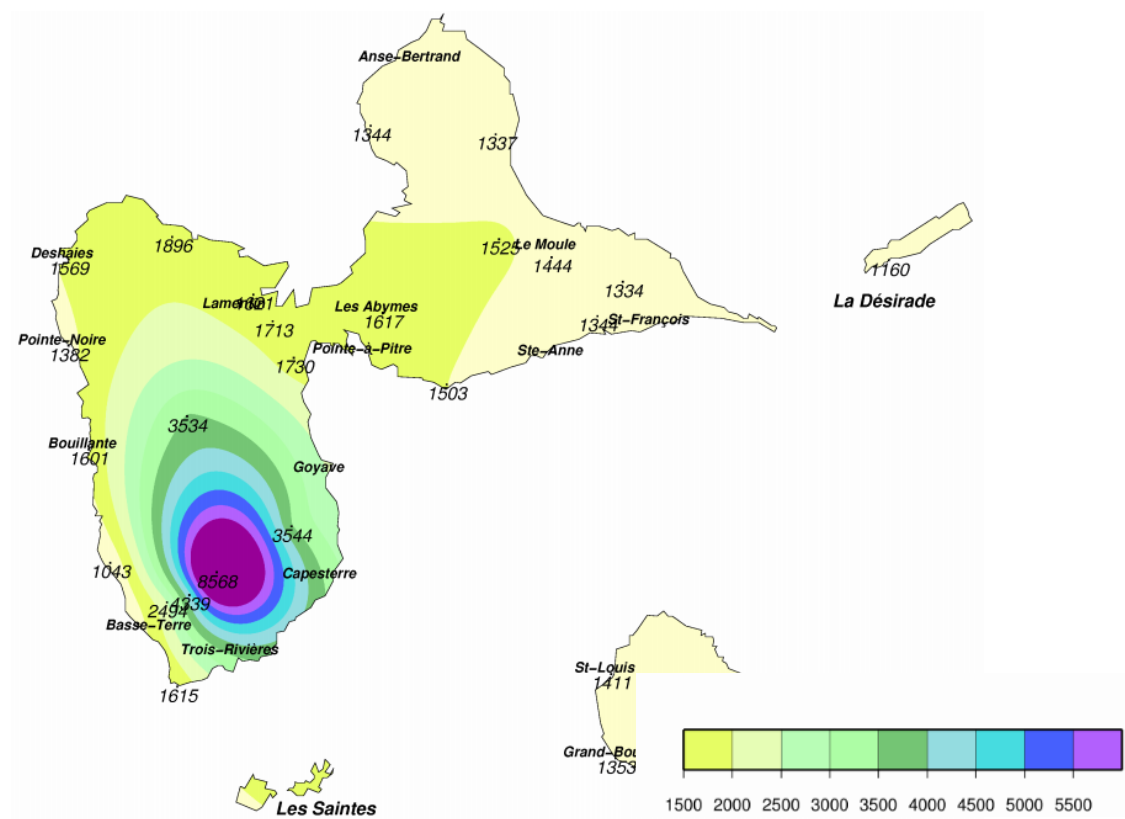 Anse-Bertrand
1344
1337
1896
Deshaies
1569
1525
Le Moule
1444
1160
La Désirade
1334
Les Abymes
1617
1344
St-François
1713
Pointe-Noire
1382
Pointe-à-Pitre
Ste-Anne
1730
1503
3534
Bouillante
1601
Goyave
3544
1043
8568
Capesterre
4339
2494
Basse-Terre
Trois-Rivières
1615
St-Louis
1411
Grand-Bou
1353
Les Saintes
1500 2000 2500 3000 3500 4000 4500 5000 5500